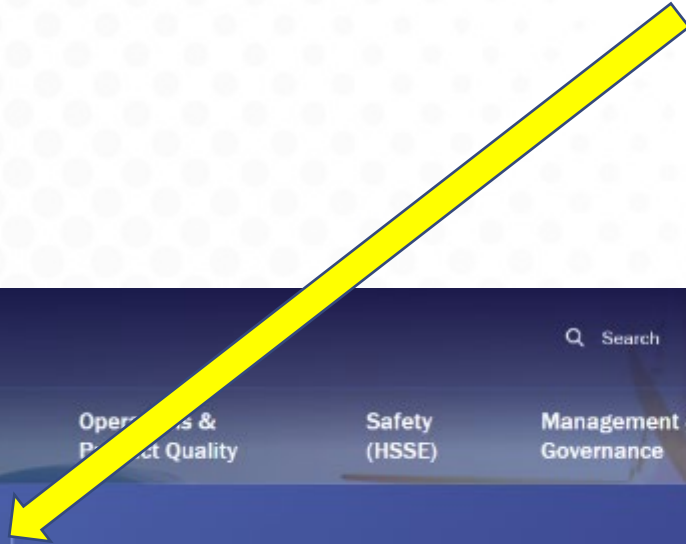 Search
& 
Quality
Safety
(HSSE)
Management
Governance